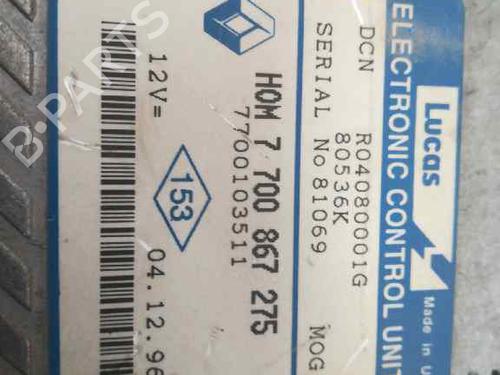 Lucas
Made in U
ELECTRONIC CONTROL UNIT
DCN R04080001G
80536K
SERIAL No 81069 MOG
HOM 7 700 867 275
7700103511
153
12V= 04.12.96
B-PARTS